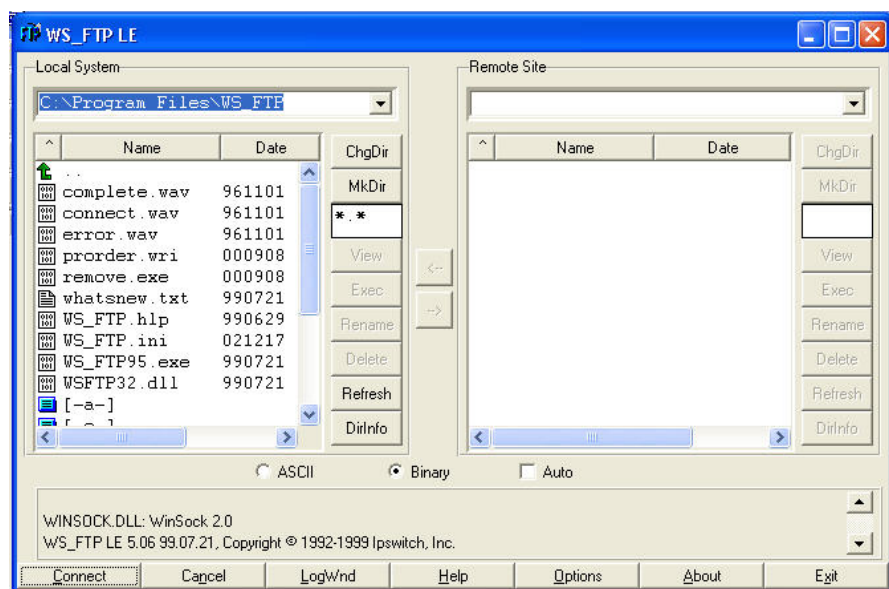 WS_FTP LE
Local System
Remote Site
C:\Program Files\WS_FTP
^ Name Date
ChgDir
^ Name Date
ChgDir
..
MkDir
MkDir
complete.wav 961101
connect.wav 961101
*.*
error.wav 961101
prorder.wri 000908
View
View
<--
remove.exe 000908
Exec
Exec
whatsnew.txt 990721
-->
WS_FTP.hlp 990629
Rename
Rename
WS_FTP.ini 021217
WS_FTP95.exe 990721
Delete
Delete
WSFTP32.dll 990721
Refresh
Refresh
[-a-]
DirInfo
DirInfo
ASCII Binary Auto
WINSOCK.DLL: WinSock 2.0
WS_FTP LE 5.06 99.07.21, Copyright © 1992-1999 Ipswitch, Inc.
Connect Cancel LogWnd Help Options About Exit